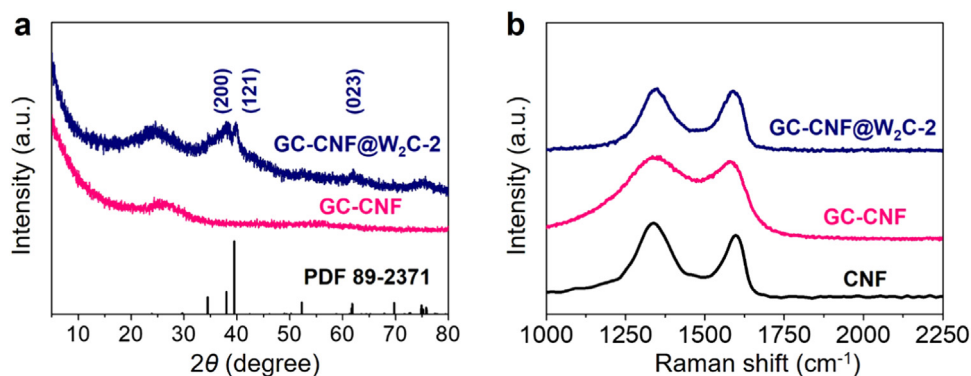 a
Intensity (a.u.)
(200)
(121)
(023)
GC-CNF@W₂C-2
GC-CNF
PDF 89-2371
10 20 30 40 50 60 70 80
2θ (degree)
b
Intensity (a.u.)
GC-CNF@W₂C-2
GC-CNF
CNF
1000 1250 1500 1750 2000 2250
Raman shift (cm⁻¹)